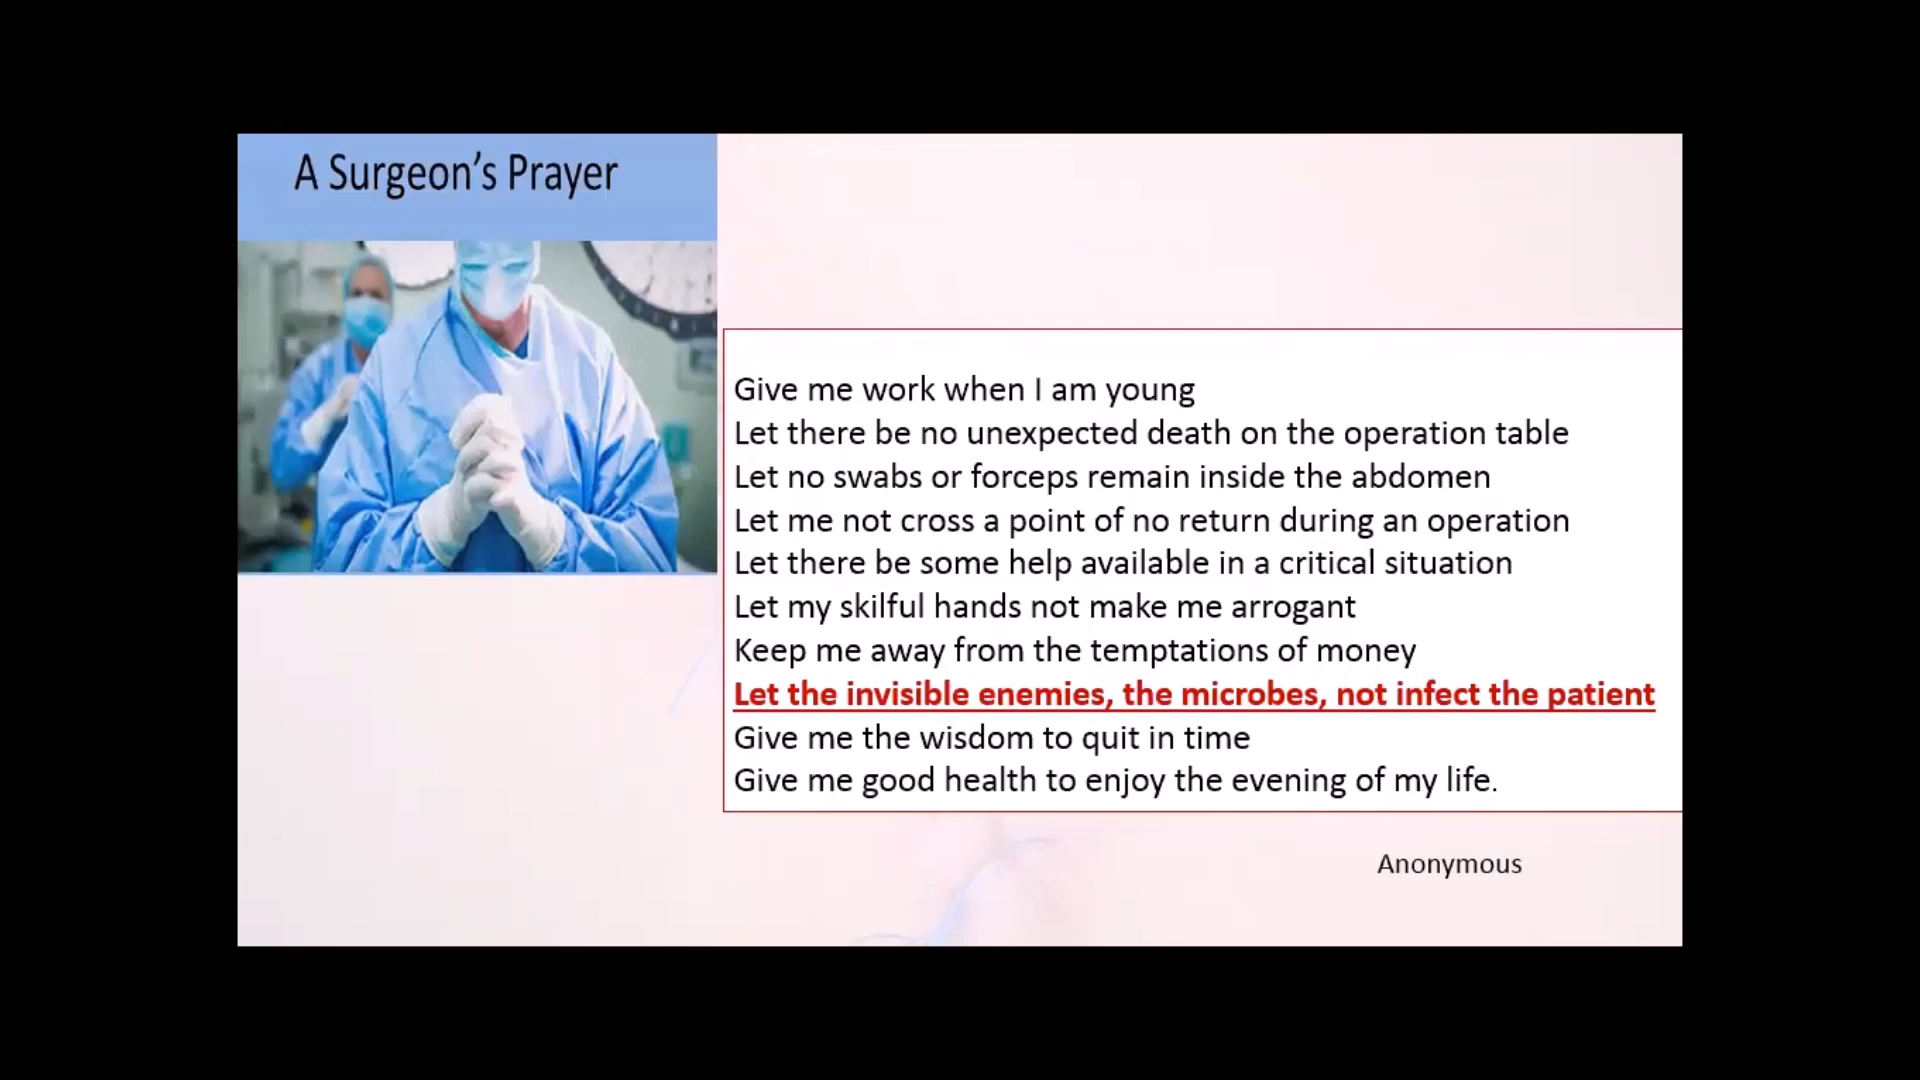 A Surgeon’s Prayer
Give me work when I am young
Let there be no unexpected death on the operation table
Let no swabs or forceps remain inside the abdomen
Let me not cross a point of no return during an operation
Let there be some help available in a critical situation
Let my skilful hands not make me arrogant
Keep me away from the temptations of money
Let the invisible enemies, the microbes, not infect the patient
Give me the wisdom to quit in time
Give me good health to enjoy the evening of my life.
Anonymous